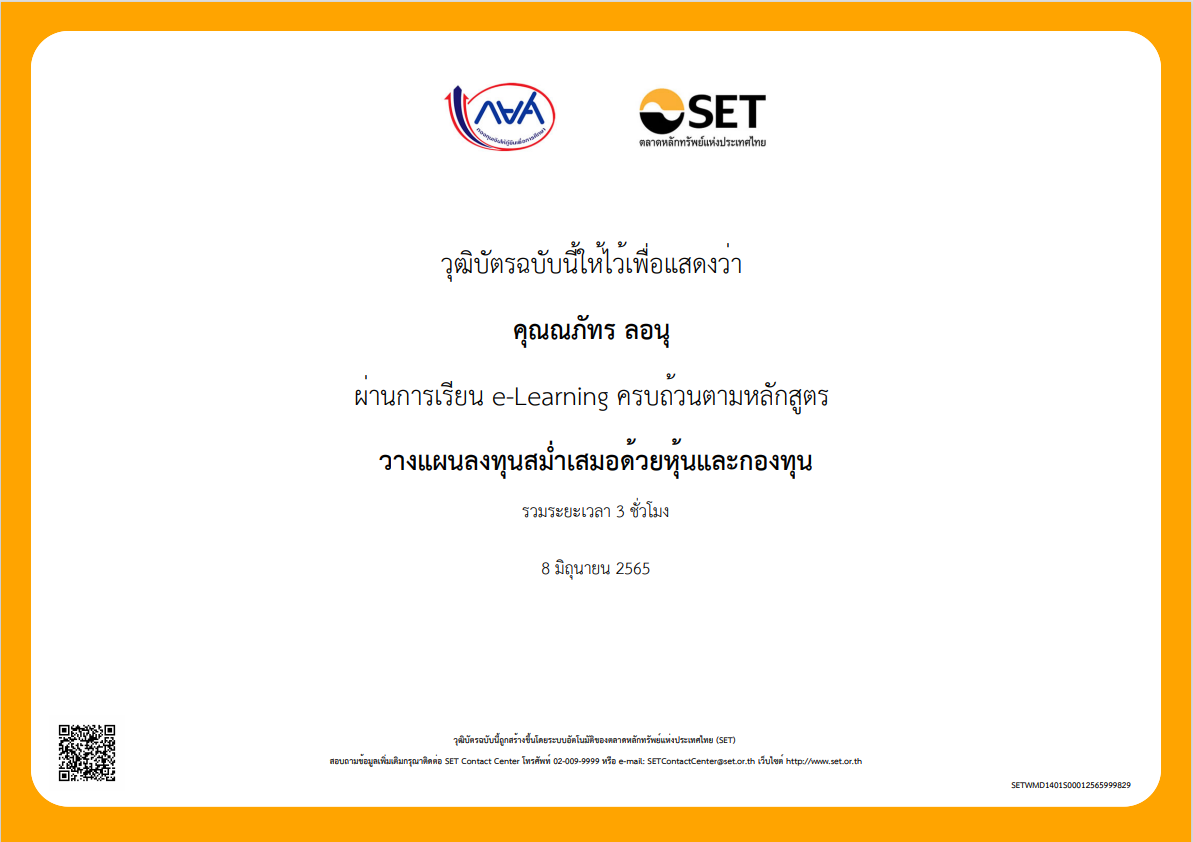 กยศ
กองทุนเงินให้กู้ยืมเพื่อการศึกษา
SET
ตลาดหลักทรัพย์แห่งประเทศไทย
วุฒิบัตรฉบับนี้ให้ไว้เพื่อแสดงว่า
คุณณภัทร ลอนุ
ผ่านการเรียน e-Learning ครบถ้วนตามหลักสูตร
วางแผนลงทุนสม่ำเสมอด้วยหุ้นและกองทุน
รวมระยะเวลา 3 ชั่วโมง
8 มิถุนายน 2565
วุฒิบัตรฉบับนี้ถูกสร้างขึ้นโดยระบบอัตโนมัติของตลาดหลักทรัพย์แห่งประเทศไทย (SET)
สอบถามข้อมูลเพิ่มเติมกรุณาติดต่อ SET Contact Center โทรศัพท์ 02-009-9999 หรือ e-mail: SETContactCenter@set.or.th เว็บไซต์ http://www.set.or.th
SETWMD1401S00012565999829